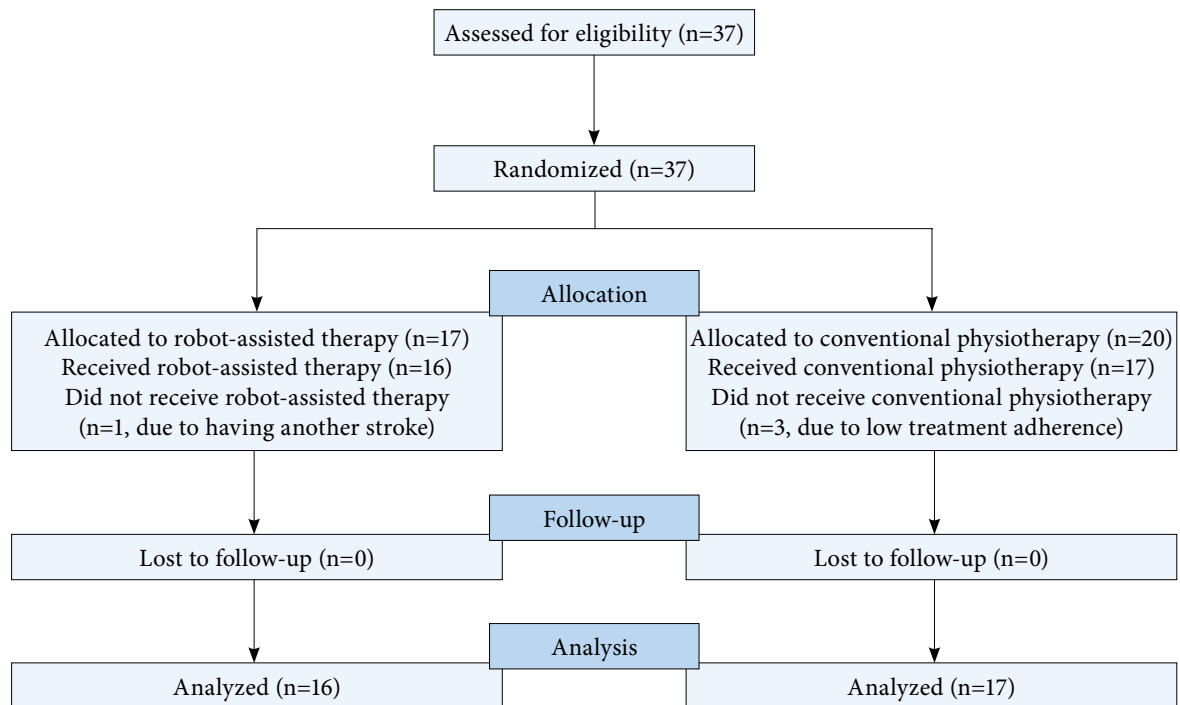 Assessed for eligibility (n=37)
Randomized (n=37)
Allocation
Allocated to robot-assisted therapy (n=17)
Received robot-assisted therapy (n=16)
Did not receive robot-assisted therapy
(n=1, due to having another stroke)
Allocated to conventional physiotherapy (n=20)
Received conventional physiotherapy (n=17)
Did not receive conventional physiotherapy
(n=3, due to low treatment adherence)
Follow-up
Lost to follow-up (n=0)
Lost to follow-up (n=0)
Analysis
Analyzed (n=16)
Analyzed (n=17)